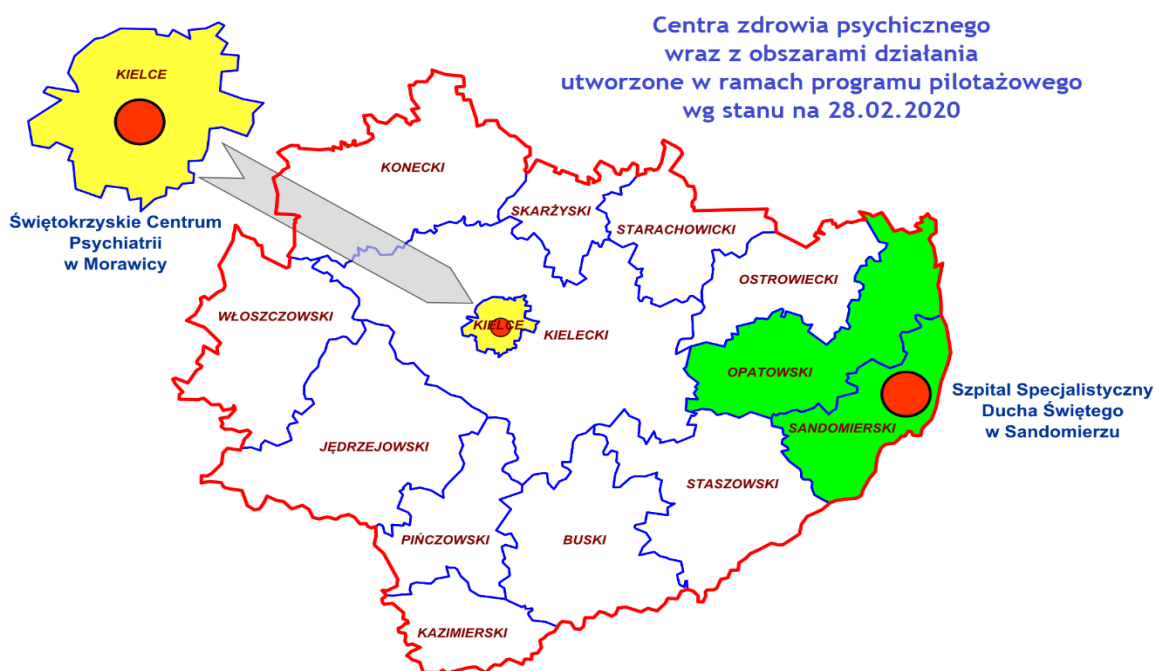 Centra zdrowia psychicznego
wraz z obszarami działania
utworzone w ramach programu pilotażowego
wg stanu na 28.02.2020
KIELCE
Świętokrzyskie Centrum
Psychiatrii
w Morawicy
KONECKI
SKARŻYSKI
STARACHOWICKI
OSTROWIECKI
WŁOSZCZOWSKI
KIELCE
KIELECKI
OPATOWSKI
Szpital Specjalistyczny
Ducha Świętego
w Sandomierzu
SANDOMIERSKI
JĘDRZEJOWSKI
STASZOWSKI
PIŃCZOWSKI
BUSKI
KAZIMIERSKI